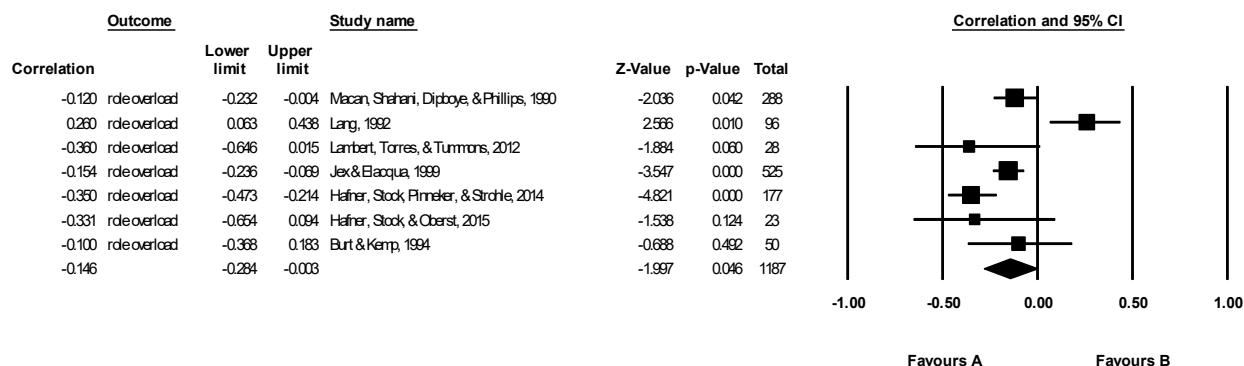 Outcome Study name Correlation and 95% CI
Lower Upper
Correlation limit limit Z-Value p-Value Total
-0.120 role overload -0.232 -0.004 Macan, Shahani, Dipboye, & Phillips, 1990 -2.036 0.042 288
0.260 role overload 0.063 0.438 Lang, 1992 2.566 0.010 96
-0.360 role overload -0.646 0.015 Lambert, Torres, & Tummons, 2012 -1.884 0.060 28
-0.154 role overload -0.236 -0.069 Jex & Elacqua, 1999 -3.547 0.000 525
-0.350 role overload -0.473 -0.214 Hafner, Stock, Pinneker, & Strohle, 2014 -4.821 0.000 177
-0.331 role overload -0.654 0.094 Hafner, Stock, & Oberst, 2015 -1.538 0.124 23
-0.100 role overload -0.368 0.183 Burt & Kemp, 1994 -0.688 0.492 50
-0.146 -0.284 -0.003 -1.997 0.046 1187
-1.00 -0.50 0.00 0.50 1.00
Favours A Favours B